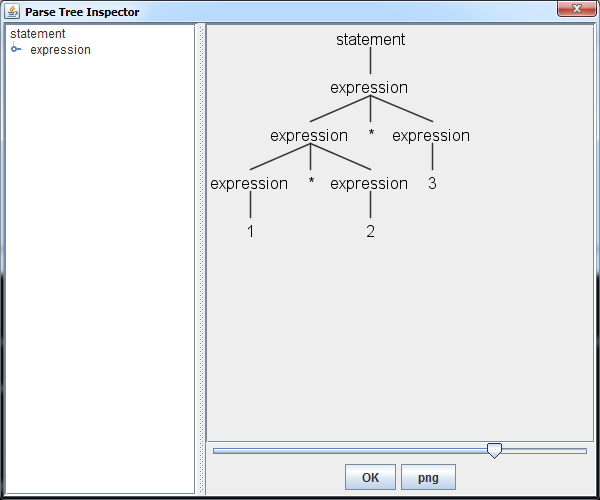 Parse Tree Inspector
statement
expression
statement
expression
expression * expression
expression * expression 3
1 2
OK png